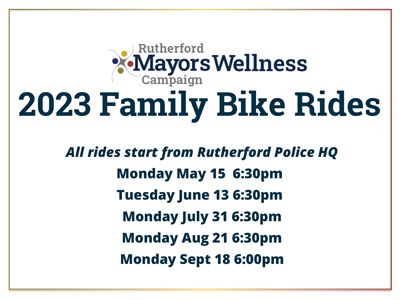 Rutherford
Mayors Wellness
Campaign
2023 Family Bike Rides
All rides start from Rutherford Police HQ
Monday May 15 6:30pm
Tuesday June 13 6:30pm
Monday July 31 6:30pm
Monday Aug 21 6:30pm
Monday Sept 18 6:00pm